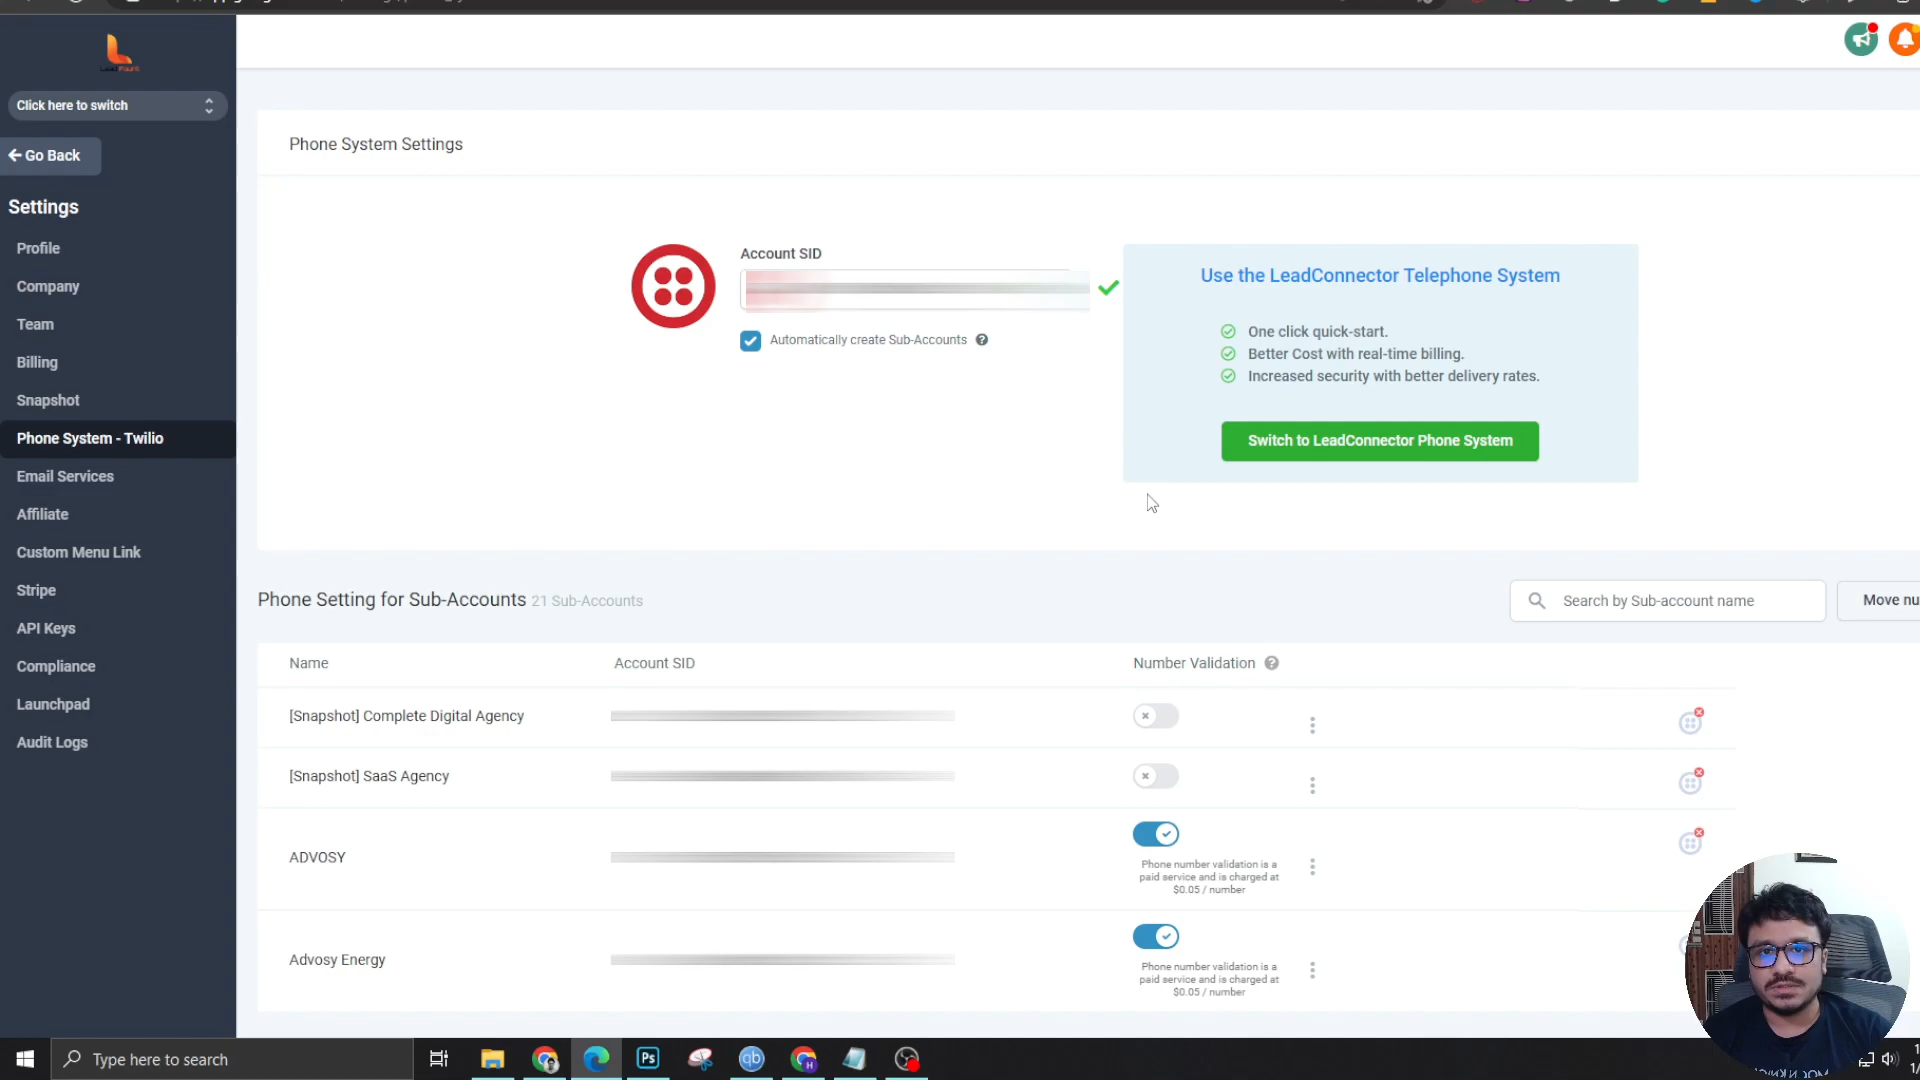 Click here to switch
Go Back
Settings
Profile
Company
Team
Billing
Snapshot
Phone System - Twilio
Email Services
Affiliate
Custom Menu Link
Stripe
API Keys
Compliance
Launchpad
Audit Logs
Phone System Settings
Account SID
Automatically create Sub-Accounts
Use the LeadConnector Telephone System
One click quick-start.
Better Cost with real-time billing.
Increased security with better delivery rates.
Switch to LeadConnector Phone System
Phone Setting for Sub-Accounts 21 Sub-Accounts
Search by Sub-account name
Move nu
Name Account SID Number Validation
[Snapshot] Complete Digital Agency
[Snapshot] SaaS Agency
ADVOSY
Phone number validation is a
paid service and is charged at
$0.05 / number
Advosy Energy
Phone number validation is a
paid service and is charged at
$0.05 / number
Type here to search
Ps
qb